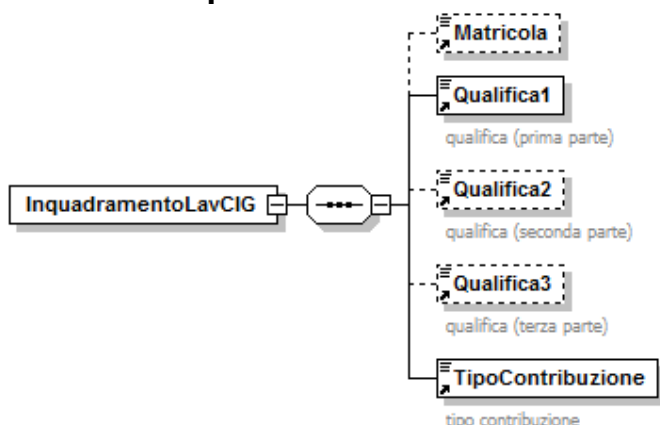 Matricola
Qualifica1
qualifica (prima parte)
InquadramentoLavCIG
Qualifica2
qualifica (seconda parte)
Qualifica3
qualifica (terza parte)
TipoContribuzione
tipo contribuzione